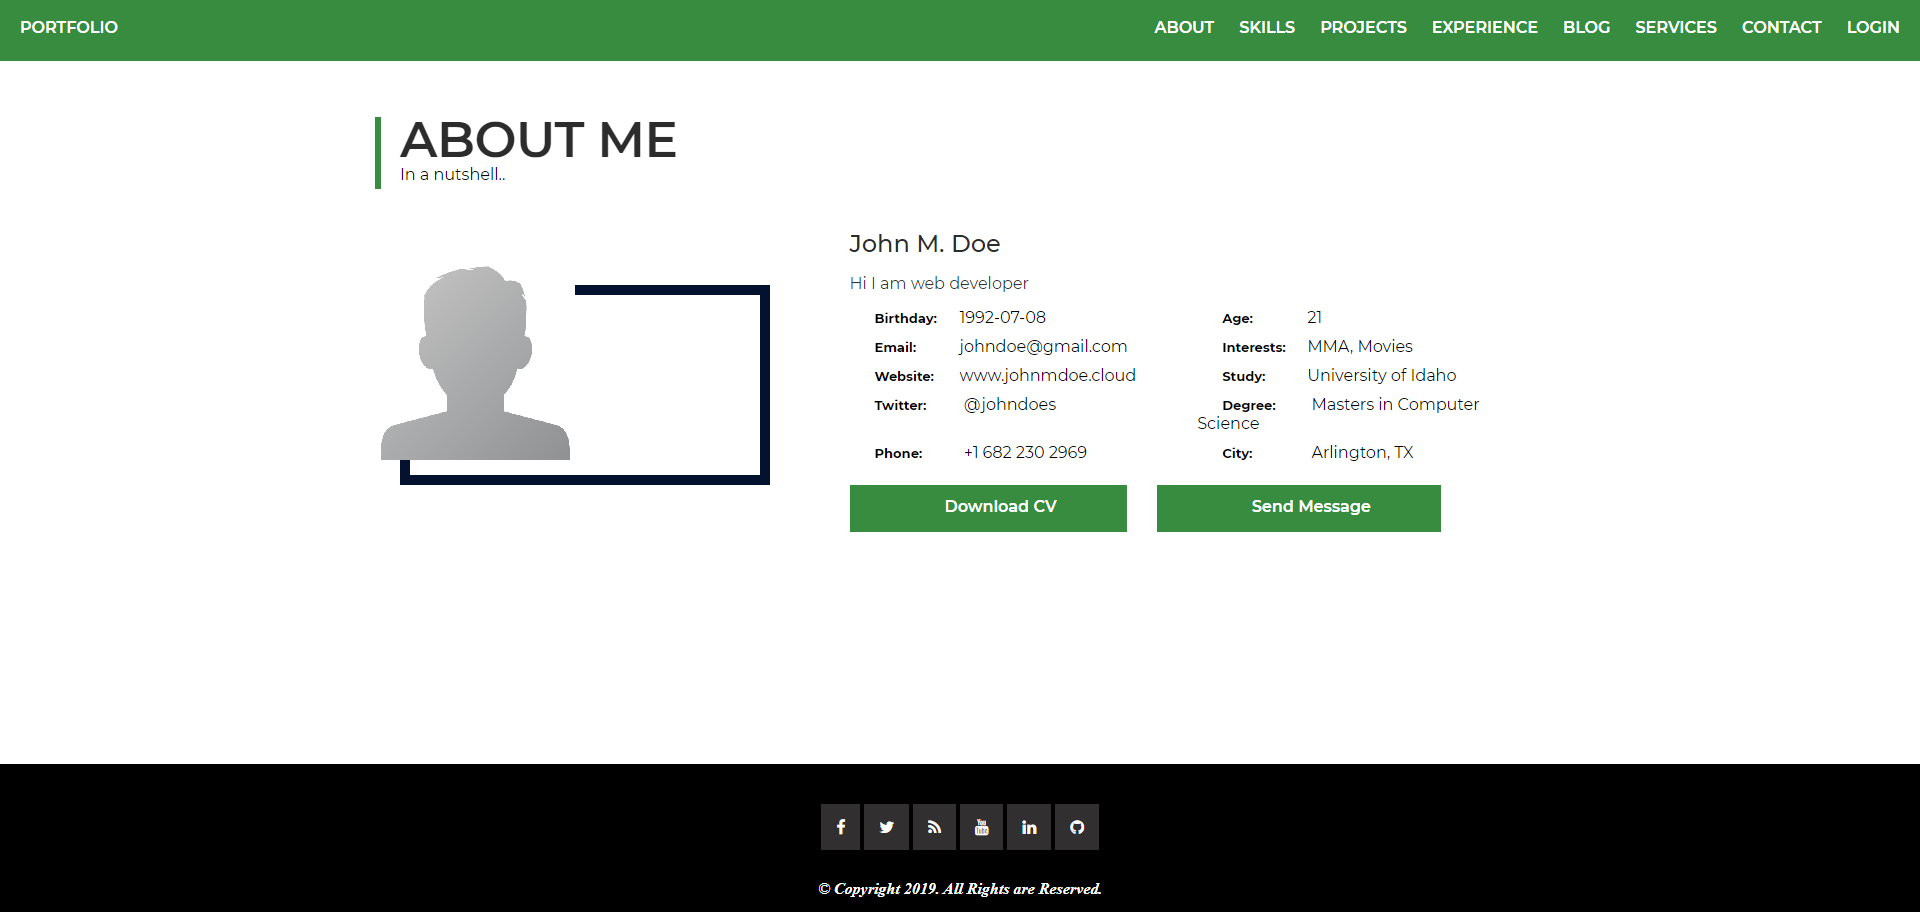 PORTFOLIO ABOUT SKILLS PROJECTS EXPERIENCE BLOG SERVICES CONTACT LOGIN
ABOUT ME
In a nutshell..
John M. Doe
Hi I am web developer
Birthday: 1992-07-08 Age: 21
Email: johndoe@gmail.com Interests: MMA, Movies
Website: www.johnmdoe.cloud Study: University of Idaho
Twitter: @johndoes Degree: Masters in Computer
Science
Phone: +1 682 230 2969 City: Arlington, TX
Download CV Send Message
You Tube in
© Copyright 2019. All Rights are Reserved.